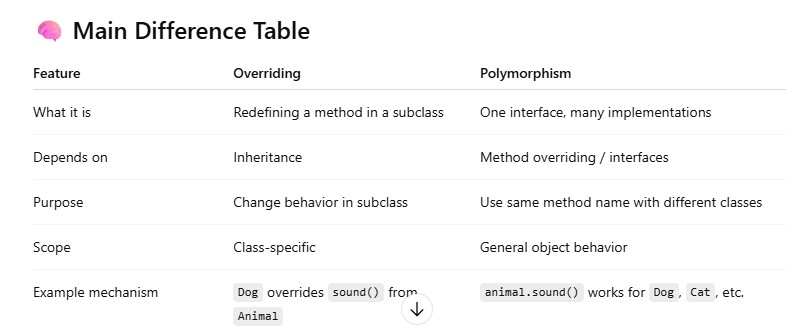 🧠 Main Difference Table
Feature Overriding Polymorphism
What it is Redefining a method in a subclass One interface, many implementations
Depends on Inheritance Method overriding / interfaces
Purpose Change behavior in subclass Use same method name with different classes
Scope Class-specific General object behavior
Example mechanism Dog overrides sound() from animal.sound() works for Dog, Cat, etc.
Animal